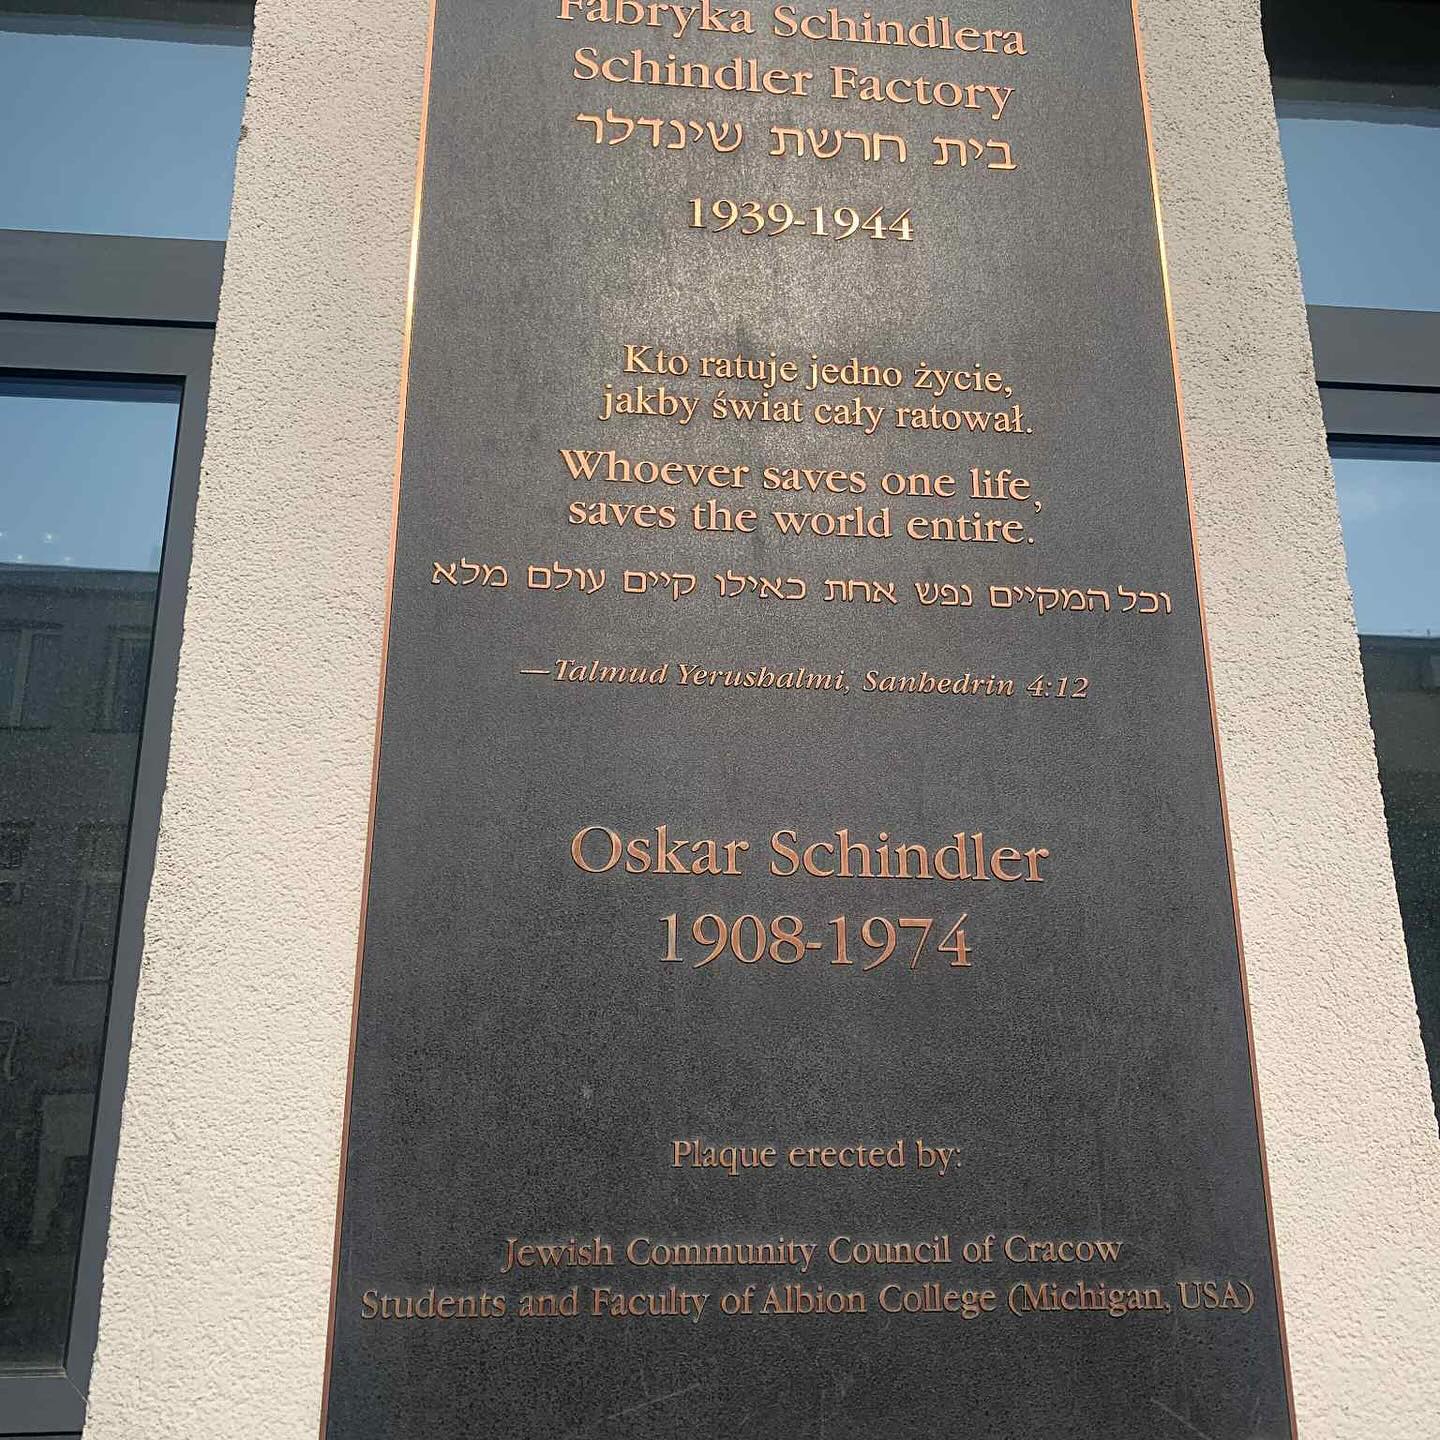 Fabryka Schindlera
Schindler Factory
בית חרשת שינדלר
1939-1944
Kto ratuje jedno życie,
jakby świat cały ratował.
Whoever saves one life,
saves the world entire.
וכל המקיים נפש אחת כאילו קיים עולם מלא
—Talmud Yerushalmi, Sanhedrin 4:12
Oskar Schindler
1908-1974
Plaque erected by:
Jewish Community Council of Cracow
Students and Faculty of Albion College (Michigan, USA)